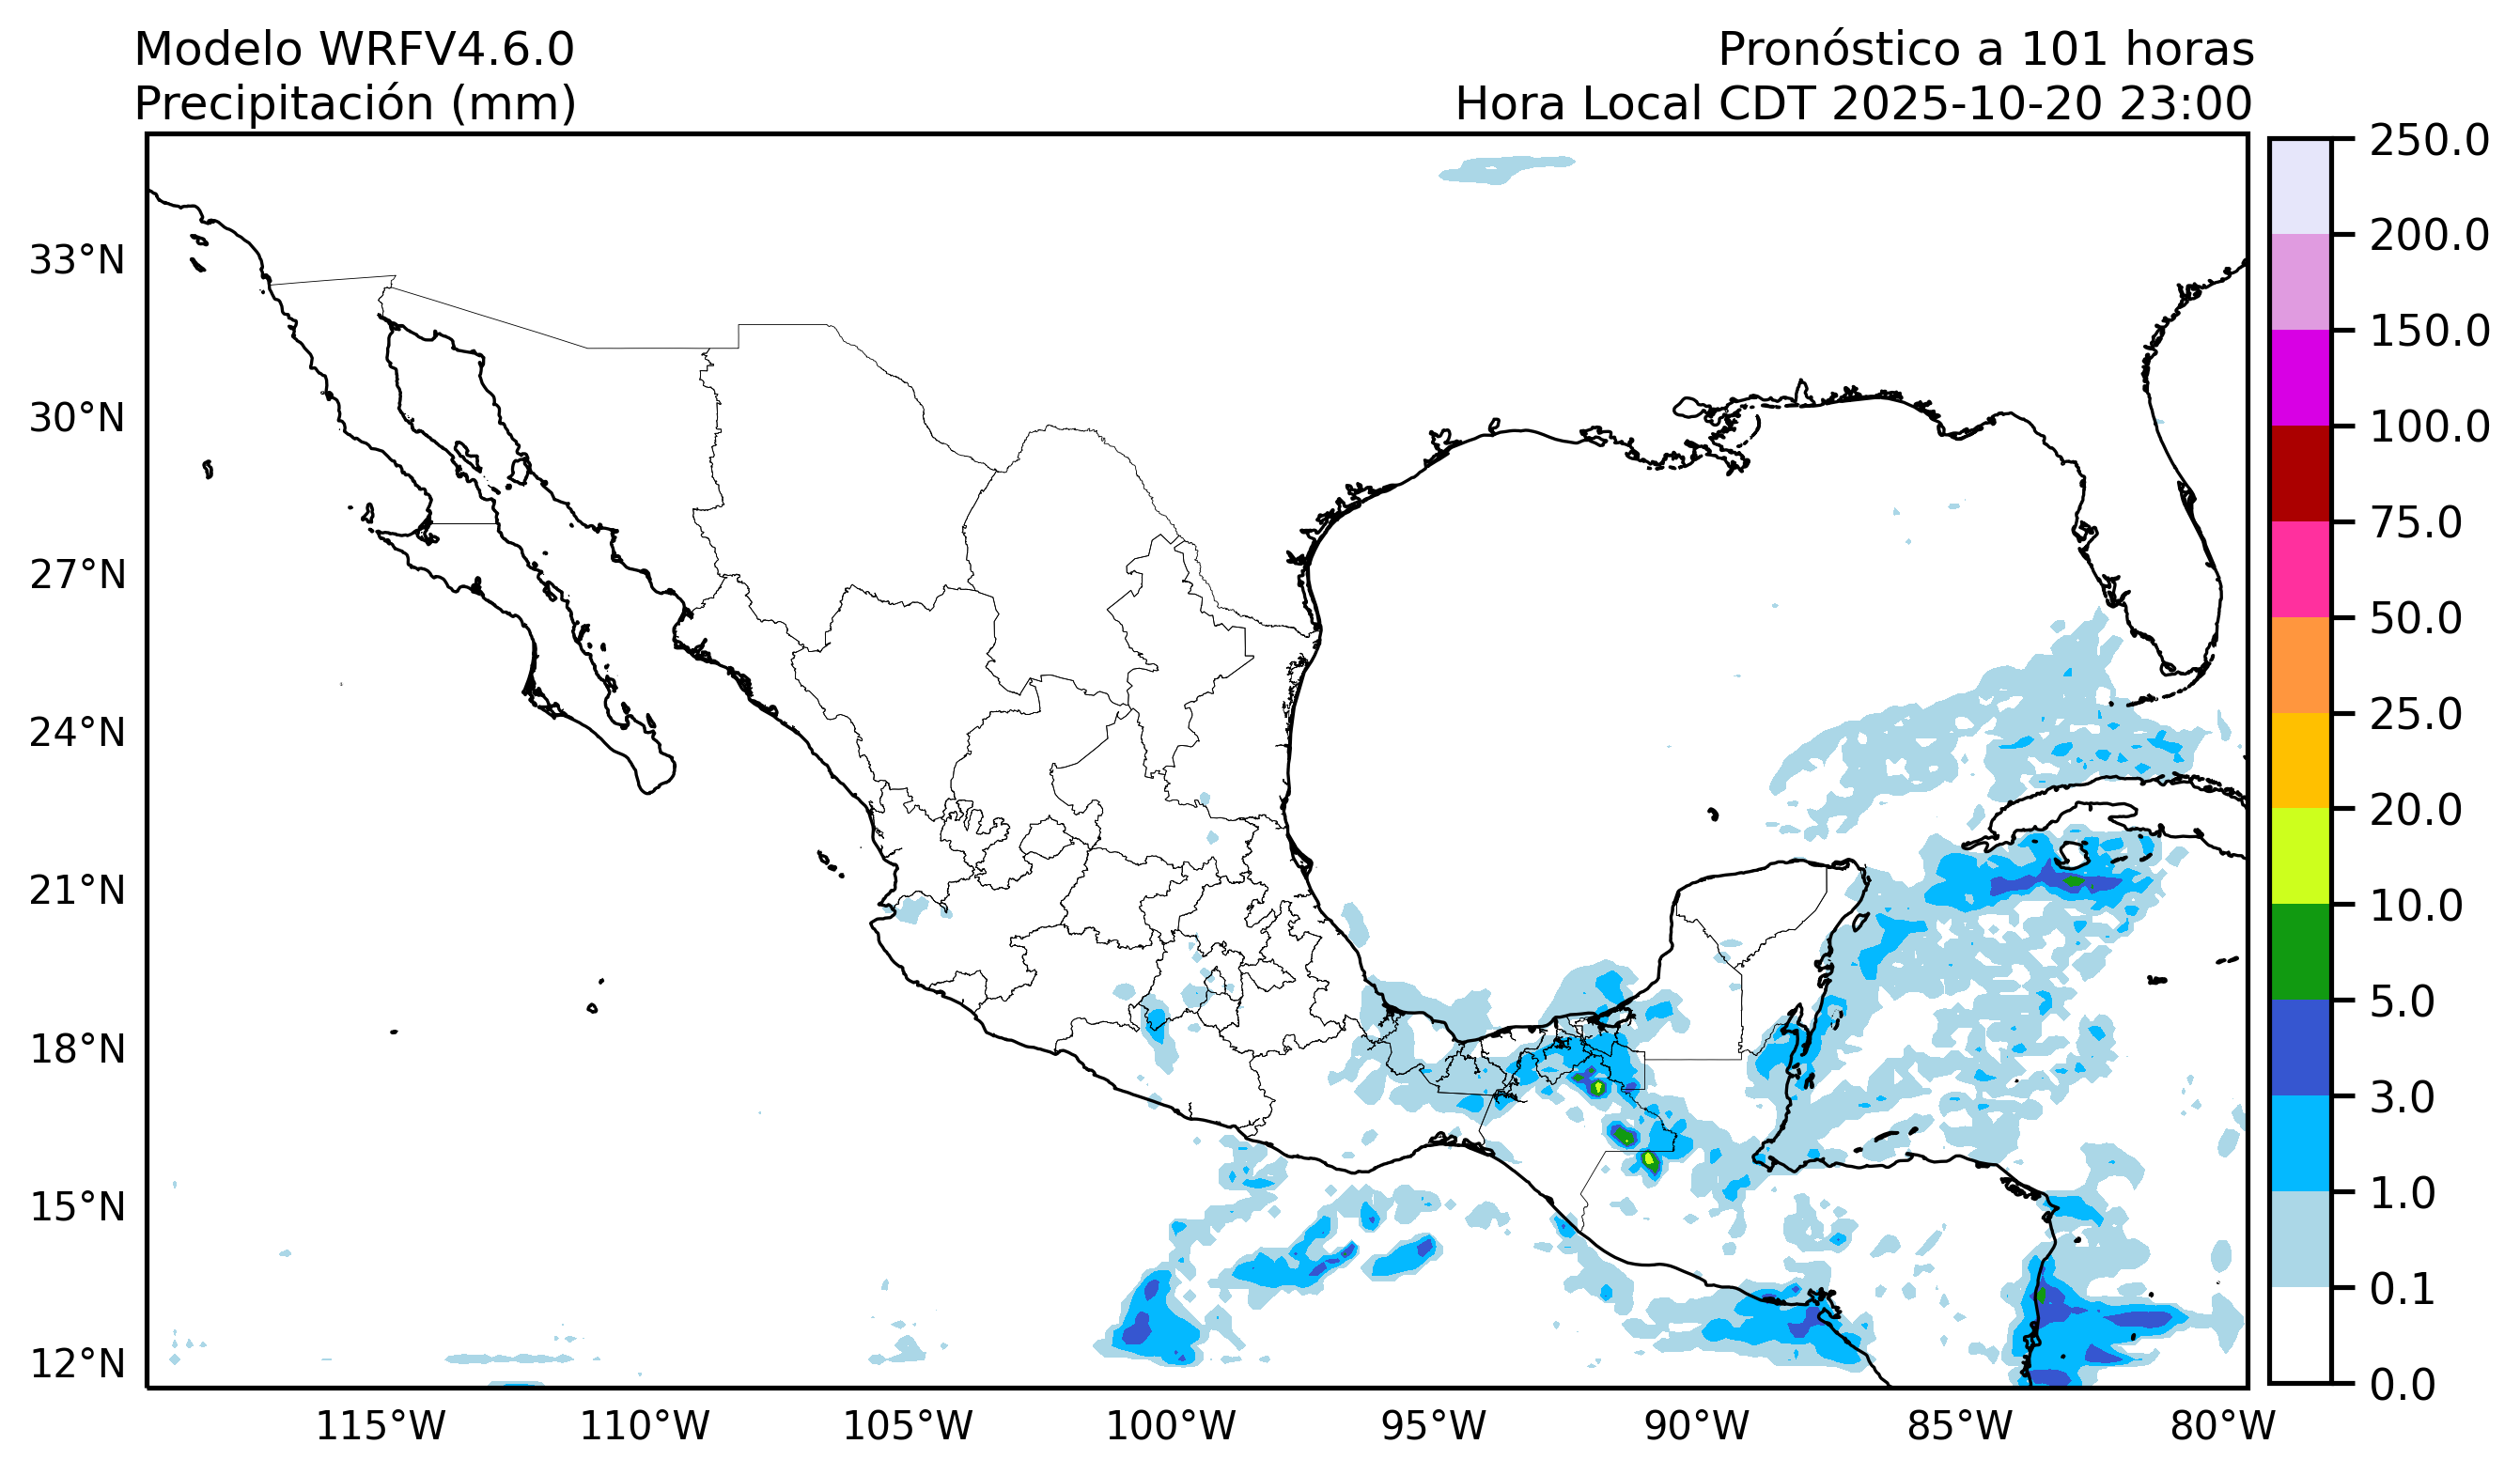 Modelo WRFV4.6.0
Precipitación (mm)
Pronóstico a 101 horas
Hora Local CDT 2025-10-20 23:00
33°N
30°N
27°N
24°N
21°N
18°N
15°N
12°N
115°W
110°W
105°W
100°W
95°W
90°W
85°W
80°W
250.0
200.0
150.0
100.0
75.0
50.0
25.0
20.0
10.0
5.0
3.0
1.0
0.1
0.0